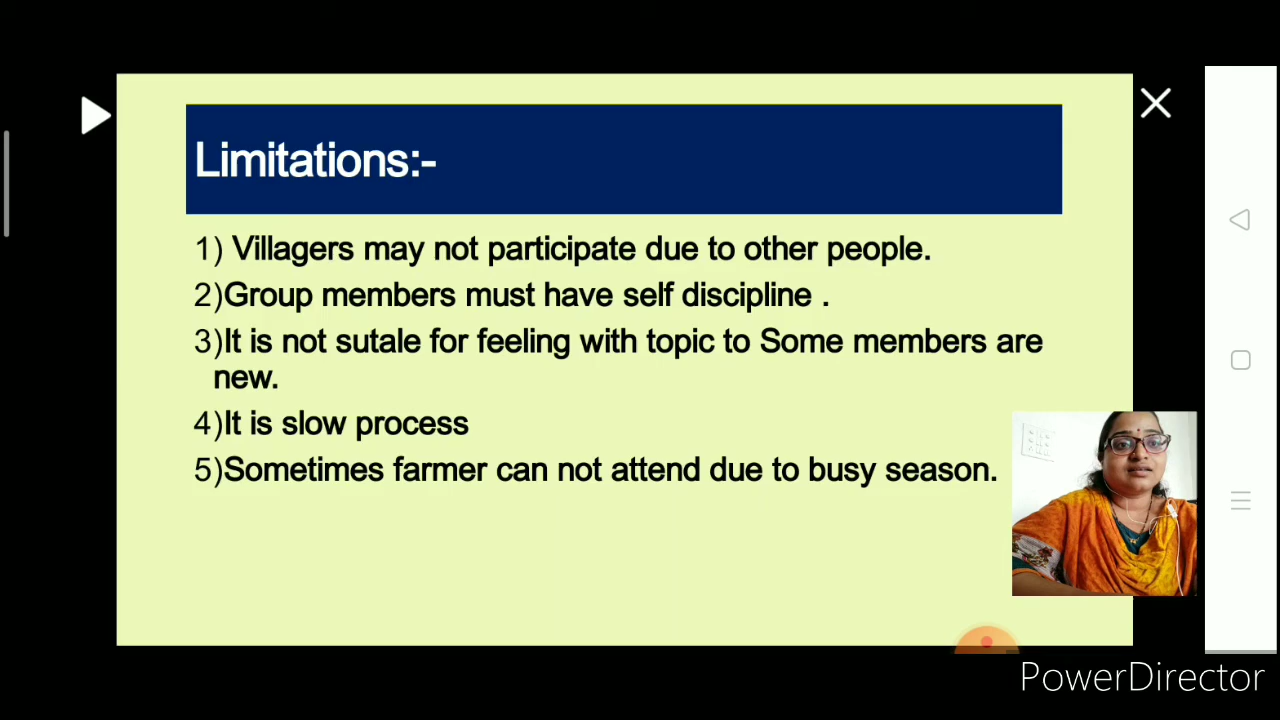 Limitations:-
1) Villagers may not participate due to other people.
2)Group members must have self discipline .
3)It is not sutale for feeling with topic to Some members are
new.
4)It is slow process
5)Sometimes farmer can not attend due to busy season.
PowerDirector